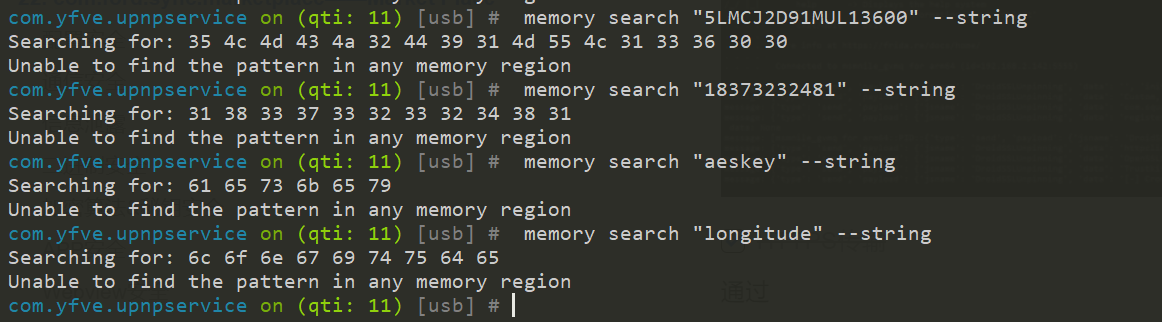 com.yfve.upnpservice on (qti: 11) [usb] # memory search "5LMCJ2D91MUL13600" --string
Searching for: 35 4c 4d 43 4a 32 44 39 31 4d 55 4c 31 33 36 30 30
Unable to find the pattern in any memory region
com.yfve.upnpservice on (qti: 11) [usb] # memory search "18373232481" --string
Searching for: 31 38 33 37 33 32 33 32 34 38 31
Unable to find the pattern in any memory region
com.yfve.upnpservice on (qti: 11) [usb] # memory search "aeskey" --string
Searching for: 61 65 73 6b 65 79
Unable to find the pattern in any memory region
com.yfve.upnpservice on (qti: 11) [usb] # memory search "longitude" --string
Searching for: 6c 6f 6e 67 69 74 75 64 65
Unable to find the pattern in any memory region
com.yfve.upnpservice on (qti: 11) [usb] #
通过